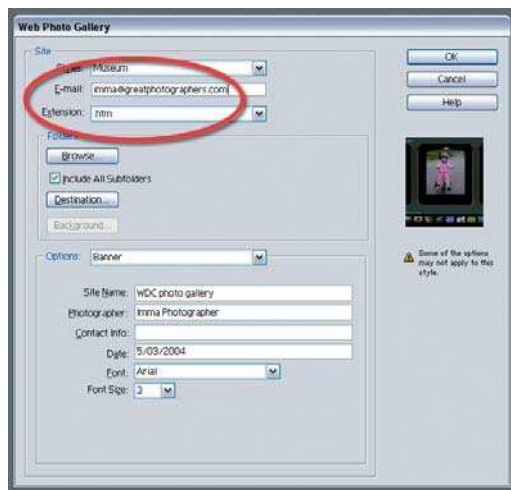 Web Photo Gallery
Site
Styles: Museum
E-mail: imma@greatphotographers.com
Extension: .htm
Folders
Browse...
Include All Subfolders
Destination...
Background...
Options: Banner
Site Name: WDC photo gallery
Photographer: Imma Photographer
Contact Info:
Date: 5/03/2004
Font: Arial
Font Size: 3
OK
Cancel
Help
Some of the options
may not apply to this
style.